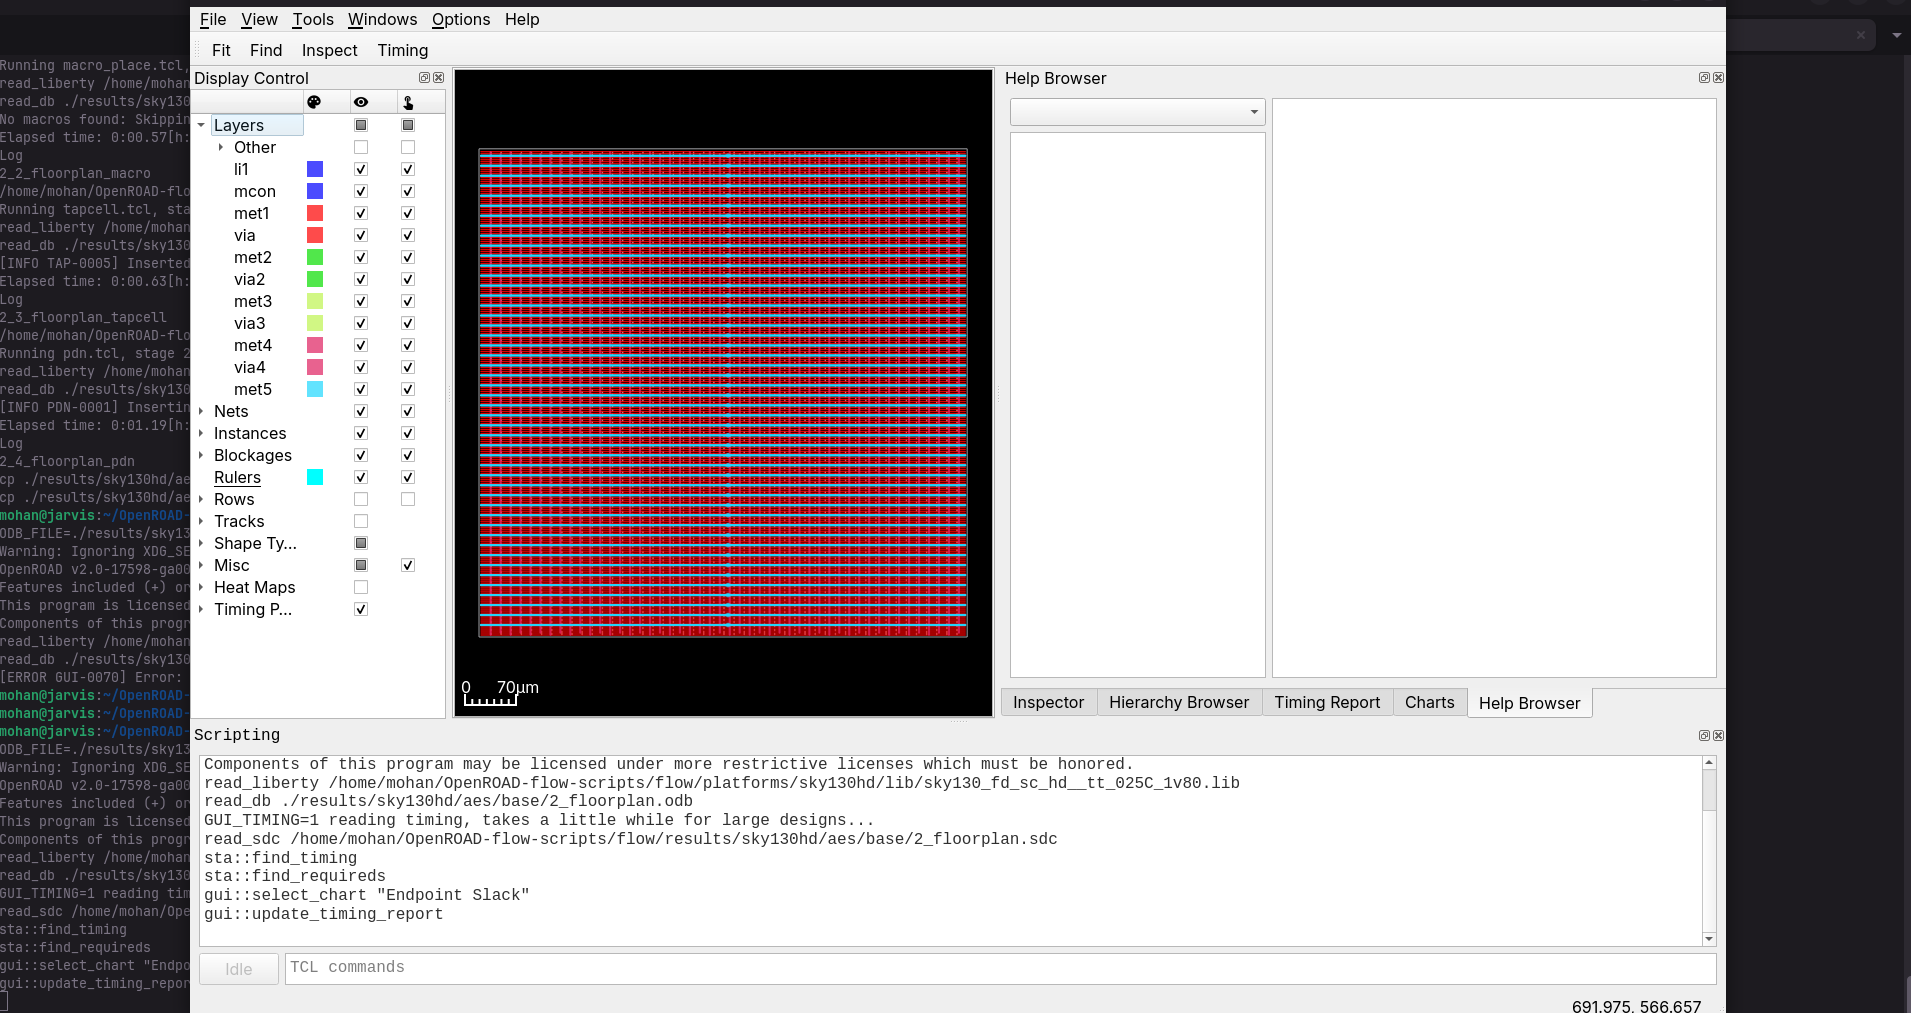 File View Tools Windows Options Help
Fit Find Inspect Timing
Display Control
Layers
Other
li1
mcon
met1
via
met2
via2
met3
via3
met4
via4
met5
Nets
Instances
Blockages
Rulers
Rows
Tracks
Shape Ty...
Misc
Heat Maps
Timing P...
0 70μm
Help Browser
Inspector Hierarchy Browser Timing Report Charts Help Browser
Scripting
Components of this program may be licensed under more restrictive licenses which must be honored.
read_liberty /home/mohan/OpenROAD-flow-scripts/flow/platforms/sky130hd/lib/sky130_fd_sc_hd__tt_025C_1v80.lib
read_db ./results/sky130hd/aes/base/2_floorplan.odb
GUI_TIMING=1 reading timing, takes a little while for large designs...
read_sdc /home/mohan/OpenROAD-flow-scripts/flow/results/sky130hd/aes/base/2_floorplan.sdc
sta::find_timing
sta::find_requireds
gui::select_chart "Endpoint Slack"
gui::update_timing_report
Idle TCL commands
691.975, 566.657
Running macro_place.tcl,
read_liberty /home/mohan
read_db ./results/sky130
No macros found: Skippin
Elapsed time: 0:00.57[h:
Log
2_2_floorplan_macro
/home/mohan/OpenROAD-flo
Running tapcell.tcl, sta
read_liberty /home/mohan
read_db ./results/sky130
[INFO TAP-0005] Inserted
Elapsed time: 0:00.63[h:
Log
2_3_floorplan_tapcell
/home/mohan/OpenROAD-flo
Running pdn.tcl, stage 2
read_liberty /home/mohan
read_db ./results/sky130
[INFO PDN-0001] Insertin
Elapsed time: 0:01.19[h:
Log
2_4_floorplan_pdn
cp ./results/sky130hd/ae
cp ./results/sky130hd/ae
mohan@jarvis:~/OpenROAD-
ODB_FILE=./results/sky13
Warning: Ignoring XDG_SE
OpenROAD v2.0-17598-ga00
Features included (+) or
This program is licensed
Components of this progr
read_liberty /home/mohan
read_db ./results/sky130
[ERROR GUI-0070] Error:
mohan@jarvis:~/OpenROAD-
mohan@jarvis:~/OpenROAD-
mohan@jarvis:~/OpenROAD-
ODB_FILE=./results/sky13
Warning: Ignoring XDG_SE
OpenROAD v2.0-17598-ga00
Features included (+) or
This program is licensed
Components of this progr
read_liberty /home/mohan
read_db ./results/sky130
GUI_TIMING=1 reading tim
read_sdc /home/mohan/Ope
sta::find_timing
sta::find_requireds
gui::select_chart "Endpo
gui::update_timing_repor